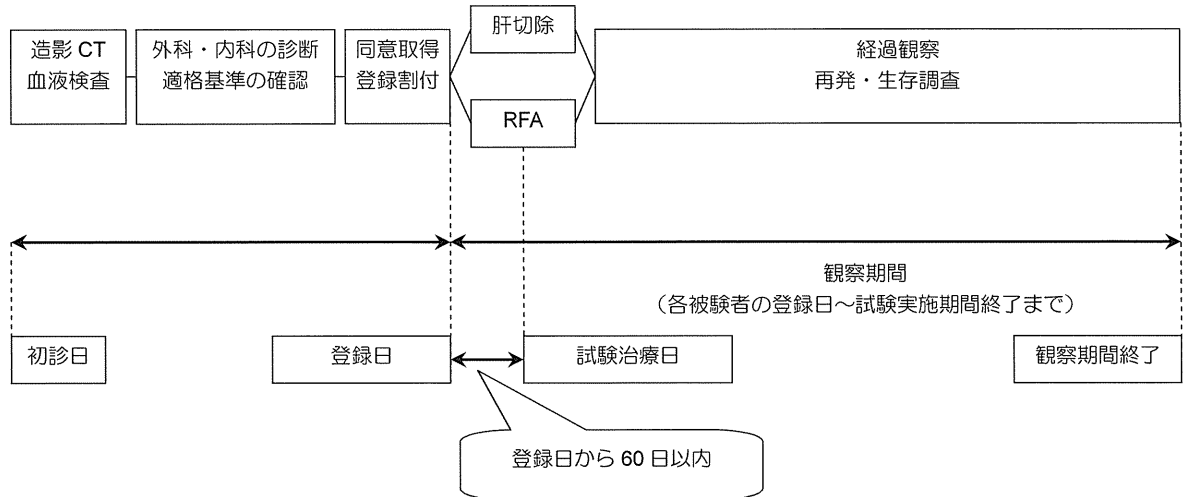 造影 CT
血液検査
外科・内科の診断
適格基準の確認
同意取得
登録割付
肝切除
RFA
経過観察
再発・生存調査
観察期間
（各被験者の登録日～試験実施期間終了まで）
初診日
登録日
試験治療日
観察期間終了
登録日から 60 日以内